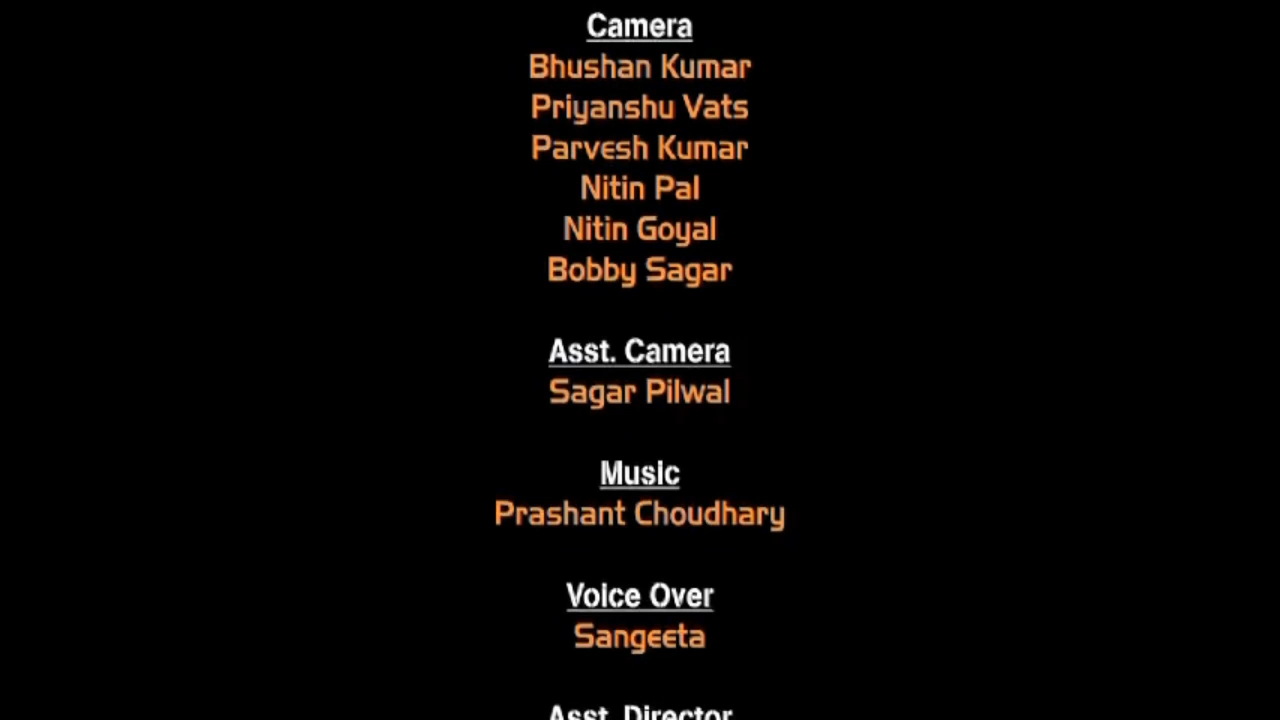 Camera
Bhushan Kumar
Priyanshu Vats
Parvesh Kumar
Nitin Pal
Nitin Goyal
Bobby Sagar
Asst. Camera
Sagar Pilwal
Music
Prashant Choudhary
Voice Over
Sangeeta
Asst. Director